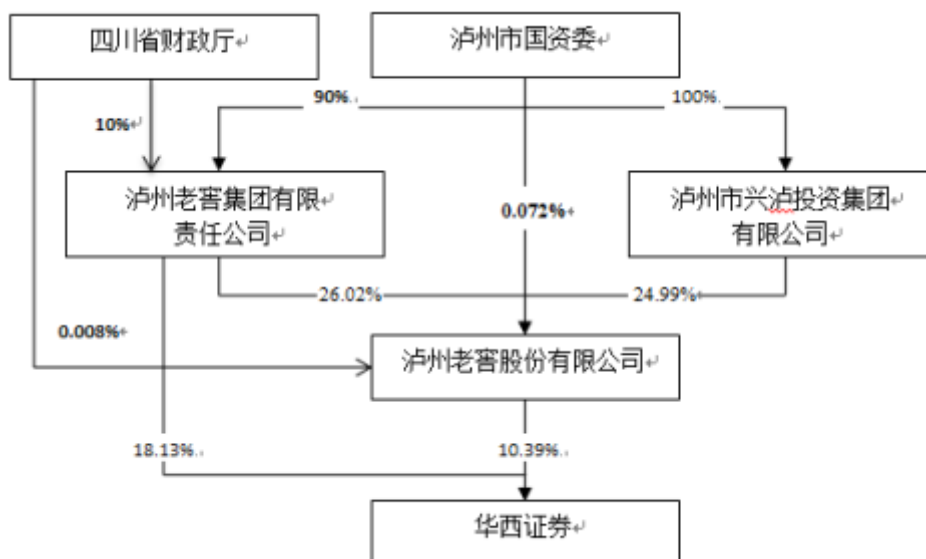 四川省财政厅
泸州市国资委
90%
100%
10%
泸州老窖集团有限
责任公司
0.072%
泸州市兴泸投资集团
有限公司
26.02%
24.99%
0.008%
泸州老窖股份有限公司
18.13%
10.39%
华西证券